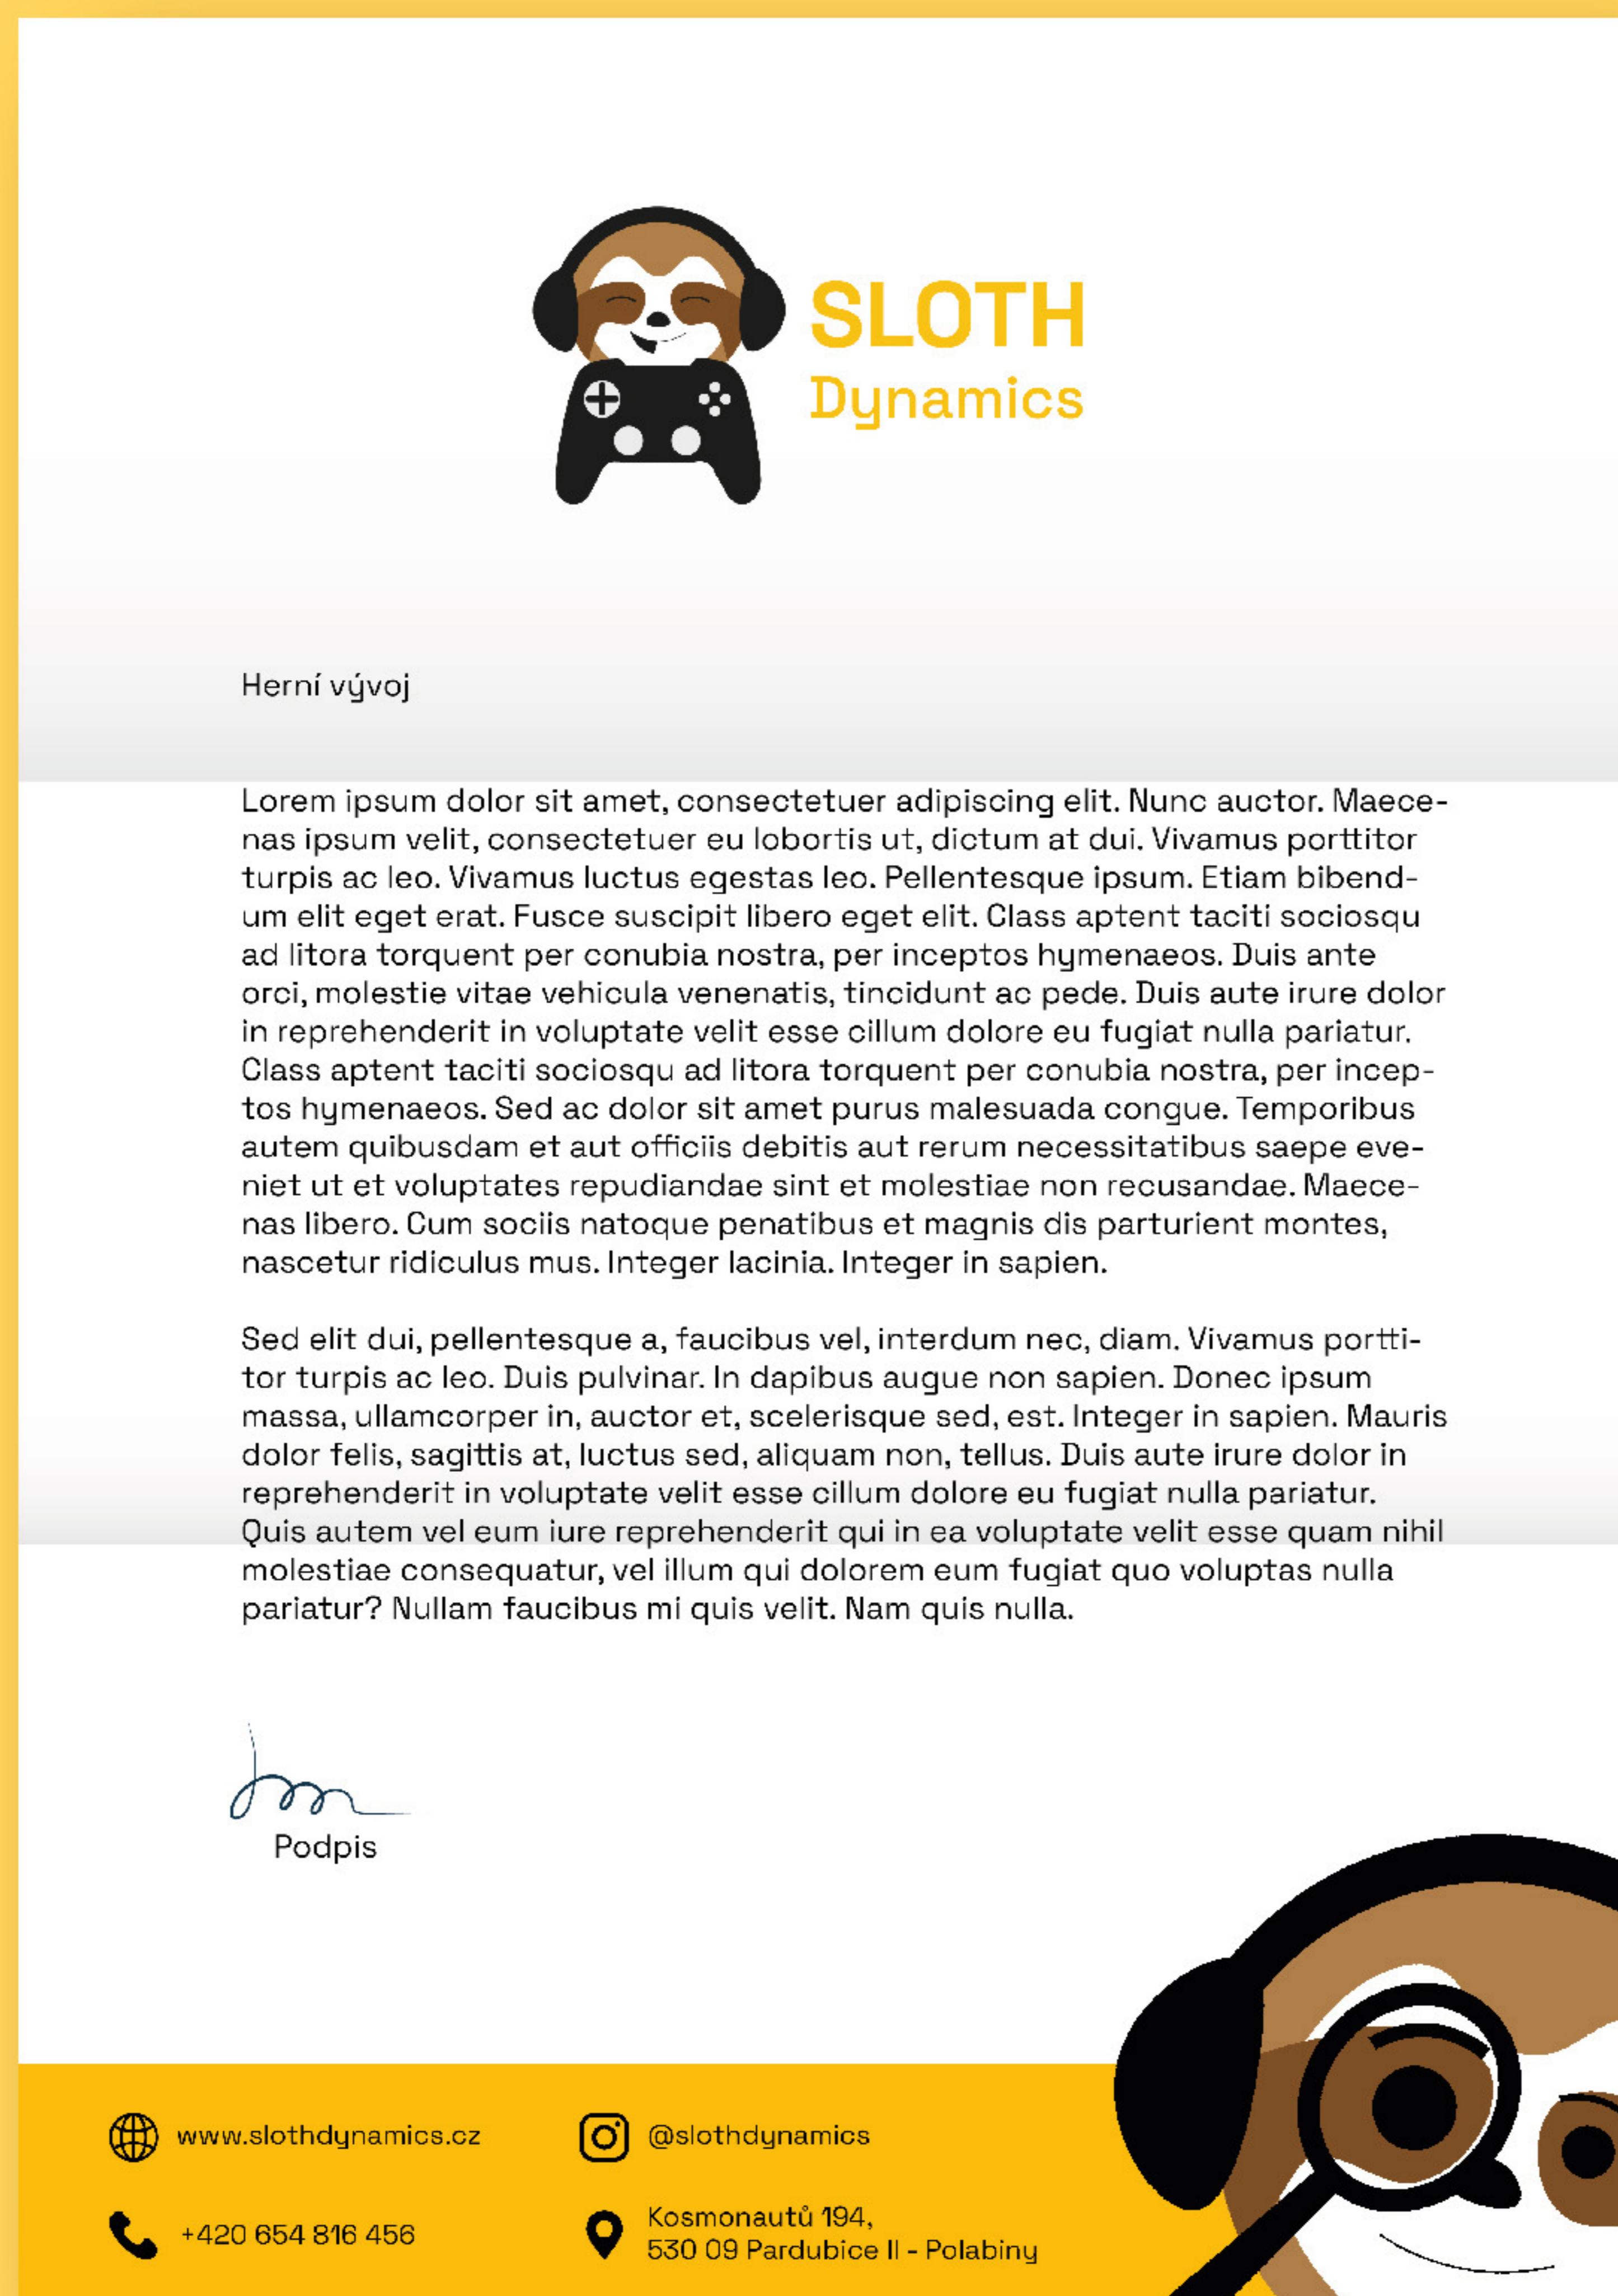 SLOTH
Dynamics
Herní vývoj
Lorem ipsum dolor sit amet, consectetuer adipiscing elit. Nunc auctor. Maece-
nas ipsum velit, consectetuer eu lobortis ut, dictum at dui. Vivamus porttitor
turpis ac leo. Vivamus luctus egestas leo. Pellentesque ipsum. Etiam bibend-
um elit eget erat. Fusce suscipit libero eget elit. Class aptent taciti sociosqu
ad litora torquent per conubia nostra, per inceptos hymenaeos. Duis ante
orci, molestie vitae vehicula venenatis, tincidunt ac pede. Duis aute irure dolor
in reprehenderit in voluptate velit esse cillum dolore eu fugiat nulla pariatur.
Class aptent taciti sociosqu ad litora torquent per conubia nostra, per incep-
tos hymenaeos. Sed ac dolor sit amet purus malesuada congue. Temporibus
autem quibusdam et aut officiis debitis aut rerum necessitatibus saepe eve-
niet ut et voluptates repudiandae sint et molestiae non recusandae. Maece-
nas libero. Cum sociis natoque penatibus et magnis dis parturient montes,
nascetur ridiculus mus. Integer lacinia. Integer in sapien.
Sed elit dui, pellentesque a, faucibus vel, interdum nec, diam. Vivamus portti-
tor turpis ac leo. Duis pulvinar. In dapibus augue non sapien. Donec ipsum
massa, ullamcorper in, auctor et, scelerisque sed, est. Integer in sapien. Mauris
dolor felis, sagittis at, luctus sed, aliquam non, tellus. Duis aute irure dolor in
reprehenderit in voluptate velit esse cillum dolore eu fugiat nulla pariatur.
Quis autem vel eum iure reprehenderit qui in ea voluptate velit esse quam nihil
molestiae consequatur, vel illum qui dolorem eum fugiat quo voluptas nulla
pariatur? Nullam faucibus mi quis velit. Nam quis nulla.
Podpis
www.slothdynamics.cz
@slothdynamics
+420 654 816 456
Kosmonautů 194,
530 09 Pardubice II - Polabiny